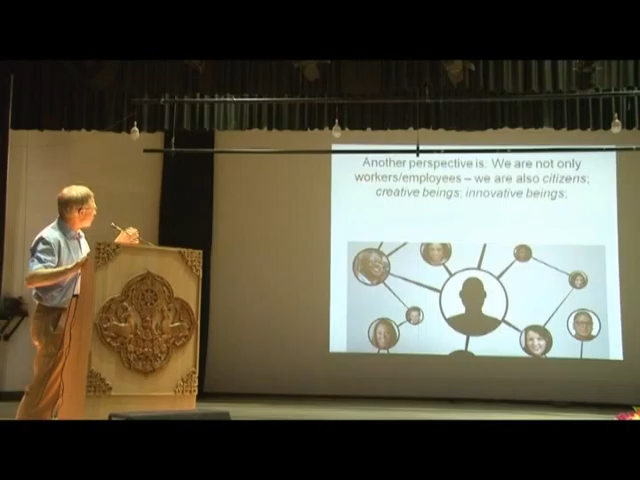 Another perspective is: We are not only
workers/employees – we are also citizens;
creative beings; innovative beings;